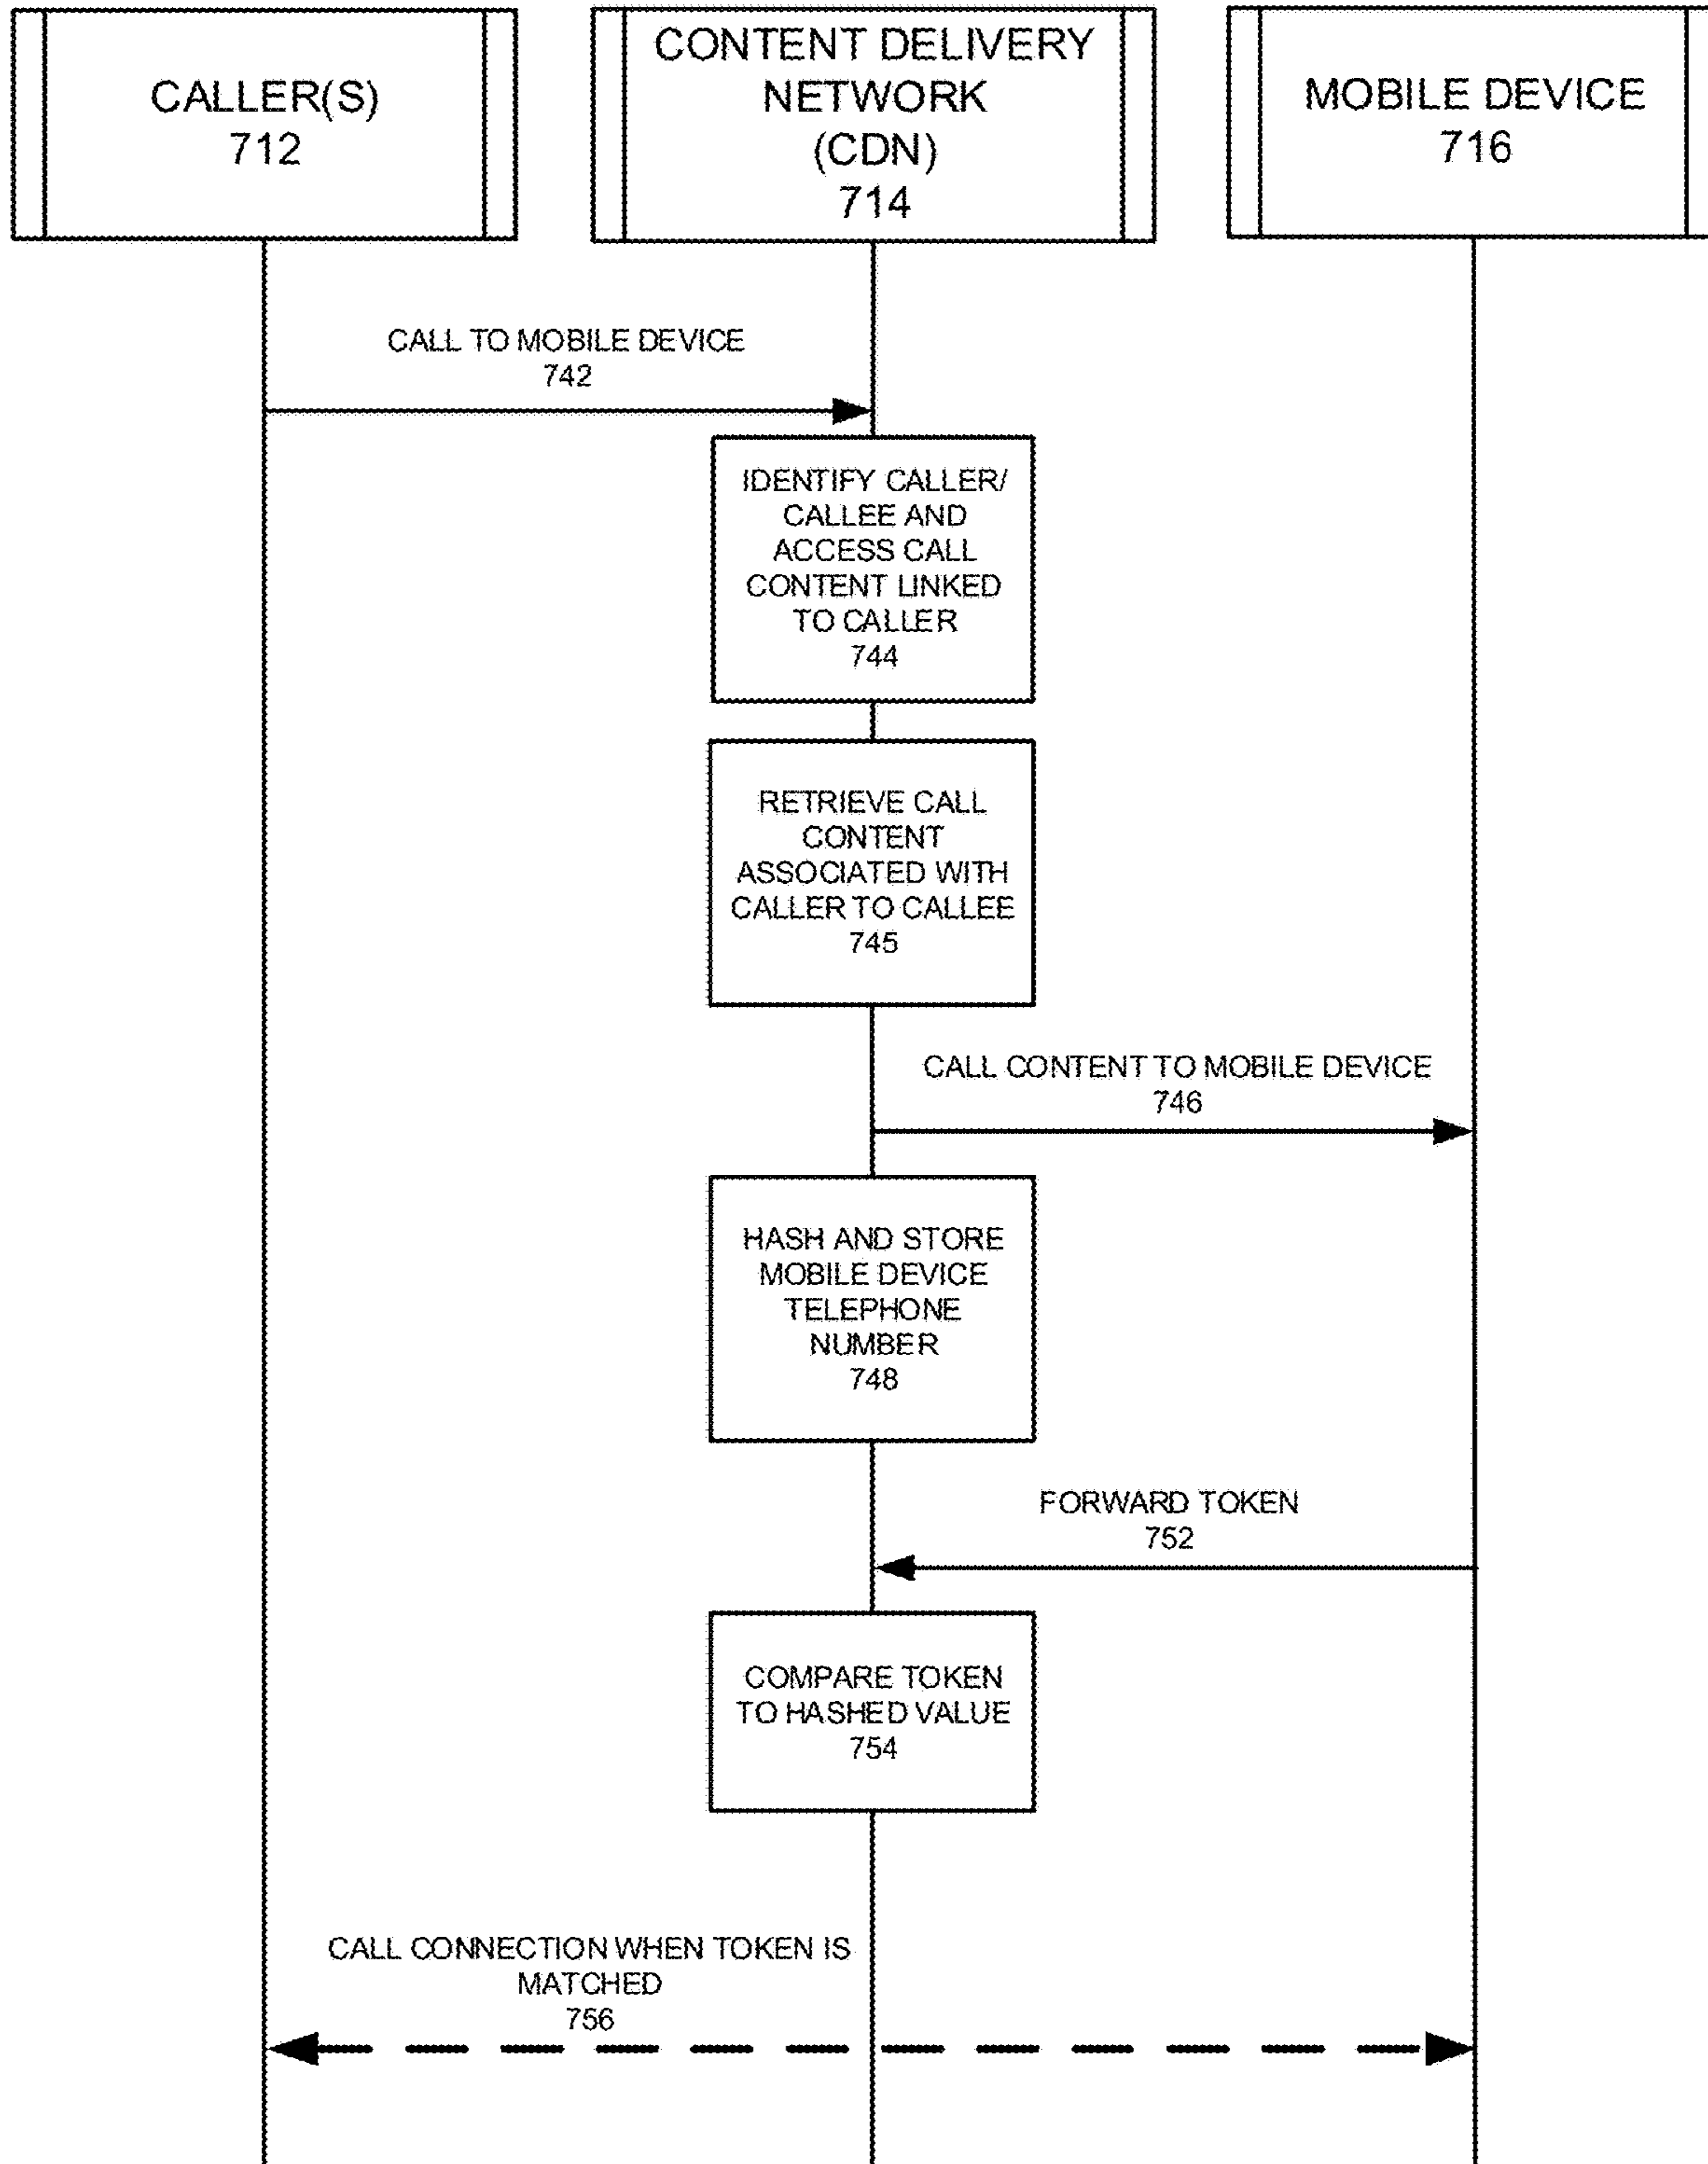 CALLER(S)
712
CONTENT DELIVERY
NETWORK
(CDN)
714
MOBILE DEVICE
716
CALL TO MOBILE DEVICE
742
IDENTIFY CALLER/
CALLEE AND
ACCESS CALL
CONTENT LINKED
TO CALLER
744
RETRIEVE CALL
CONTENT
ASSOCIATED WITH
CALLER TO CALLEE
745
CALL CONTENT TO MOBILE DEVICE
746
HASH AND STORE
MOBILE DEVICE
TELEPHONE
NUMBER
748
FORWARD TOKEN
752
COMPARE TOKEN
TO HASHED VALUE
754
CALL CONNECTION WHEN TOKEN IS
MATCHED
756